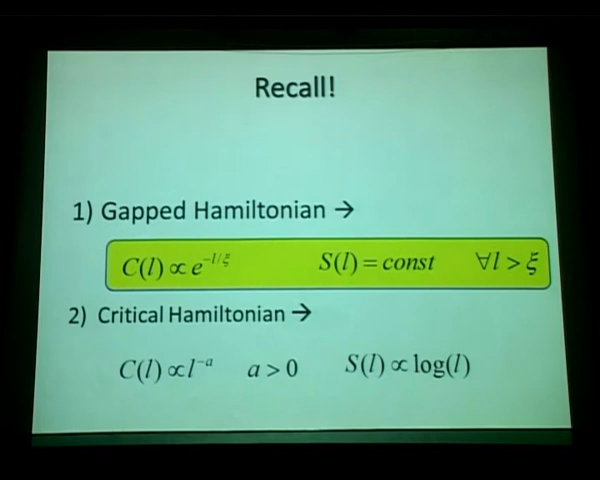 Recall!
1) Gapped Hamiltonian →
C(l) ∝ e^{-l/ξ} S(l) = const ∀l > ξ
2) Critical Hamiltonian →
C(l) ∝ l^{-a} a > 0 S(l) ∝ log(l)